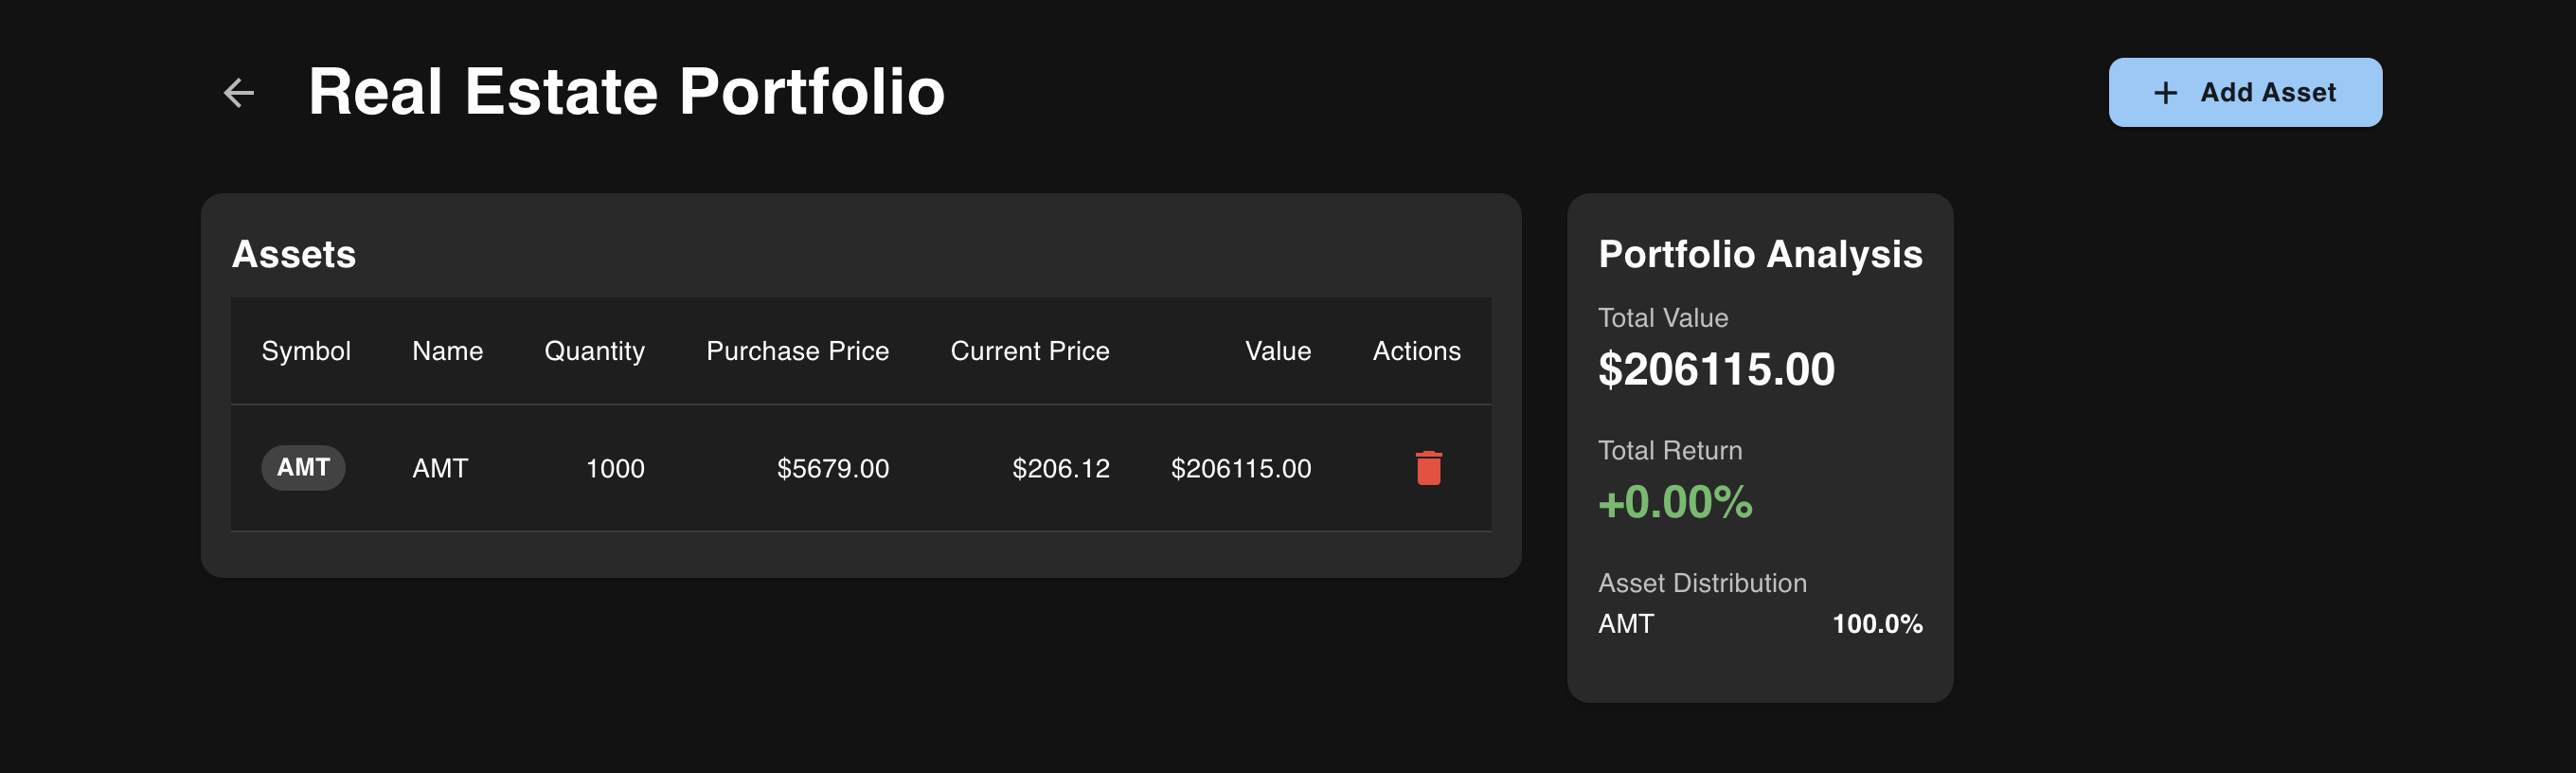 Real Estate Portfolio
+ Add Asset
Assets
Symbol Name Quantity Purchase Price Current Price Value Actions
AMT AMT 1000 $5679.00 $206.12 $206115.00
Portfolio Analysis
Total Value
$206115.00
Total Return
+0.00%
Asset Distribution
AMT 100.0%